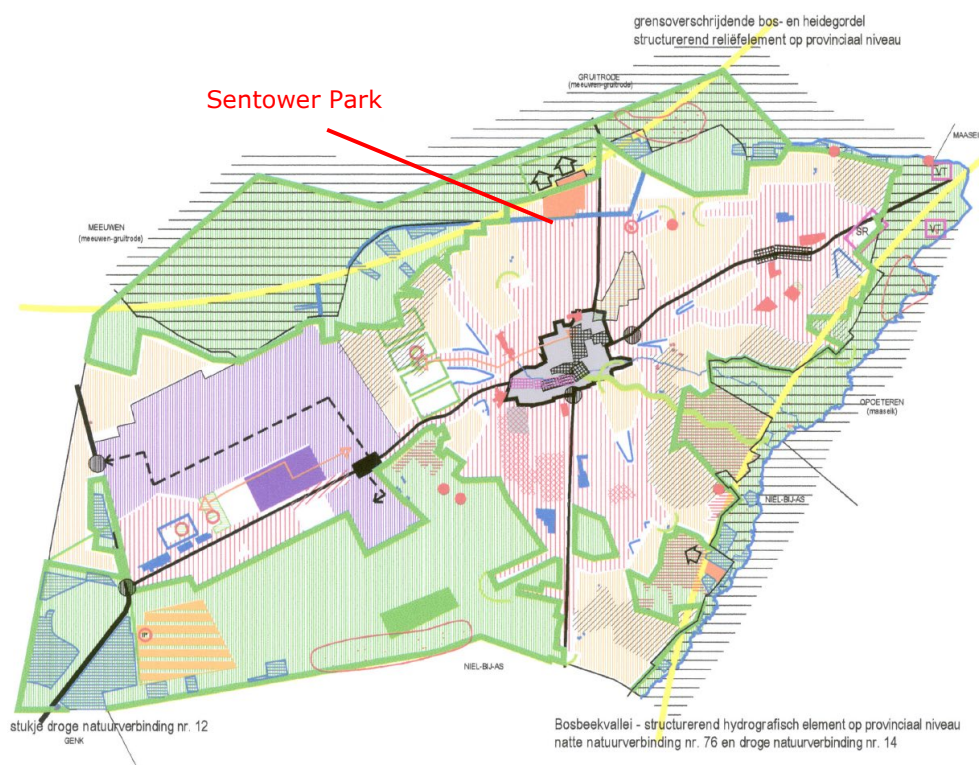 grensoverschrijdende bos- en heidegordel
structurerend reliëfelement op provinciaal niveau
GRUITRODE
(meeuwen-gruitrode)
Sentower Park
MAASEIK
VT
MEEUWEN
(meeuwen-gruitrode)
SR
VT
OPOETEREN
(maaseik)
NIEL-BIJ-AS
NIEL-BIJ-AS
stukje droge natuurverbinding nr. 12
GENK
Bosbeekvallei - structurerend hydrografisch element op provinciaal niveau
natte natuurverbinding nr. 76 en droge natuurverbinding nr. 14